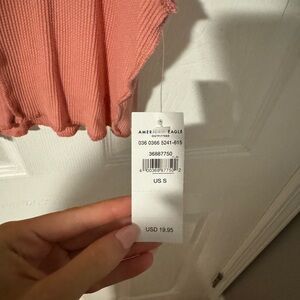 AMERICAN EAGLE
OUTFITTERS
036 0366 5241-615
36887750
US S
USD 19.95